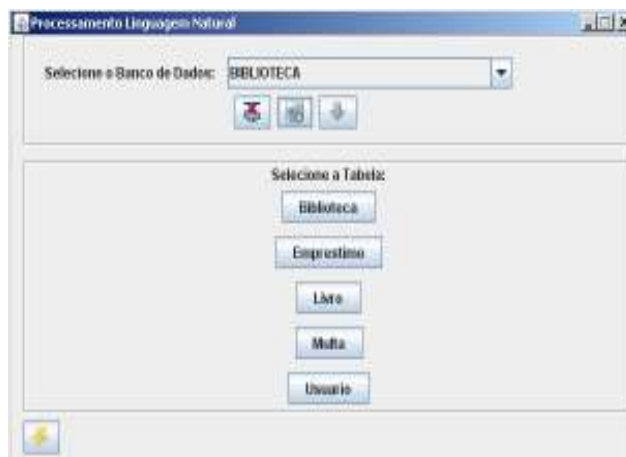 Processamento Linguagem Natural
Selecione o Banco de Dados: BIBLIOTECA
Selecione a Tabela:
Biblioteca
Emprestimo
Livro
Multa
Usuario